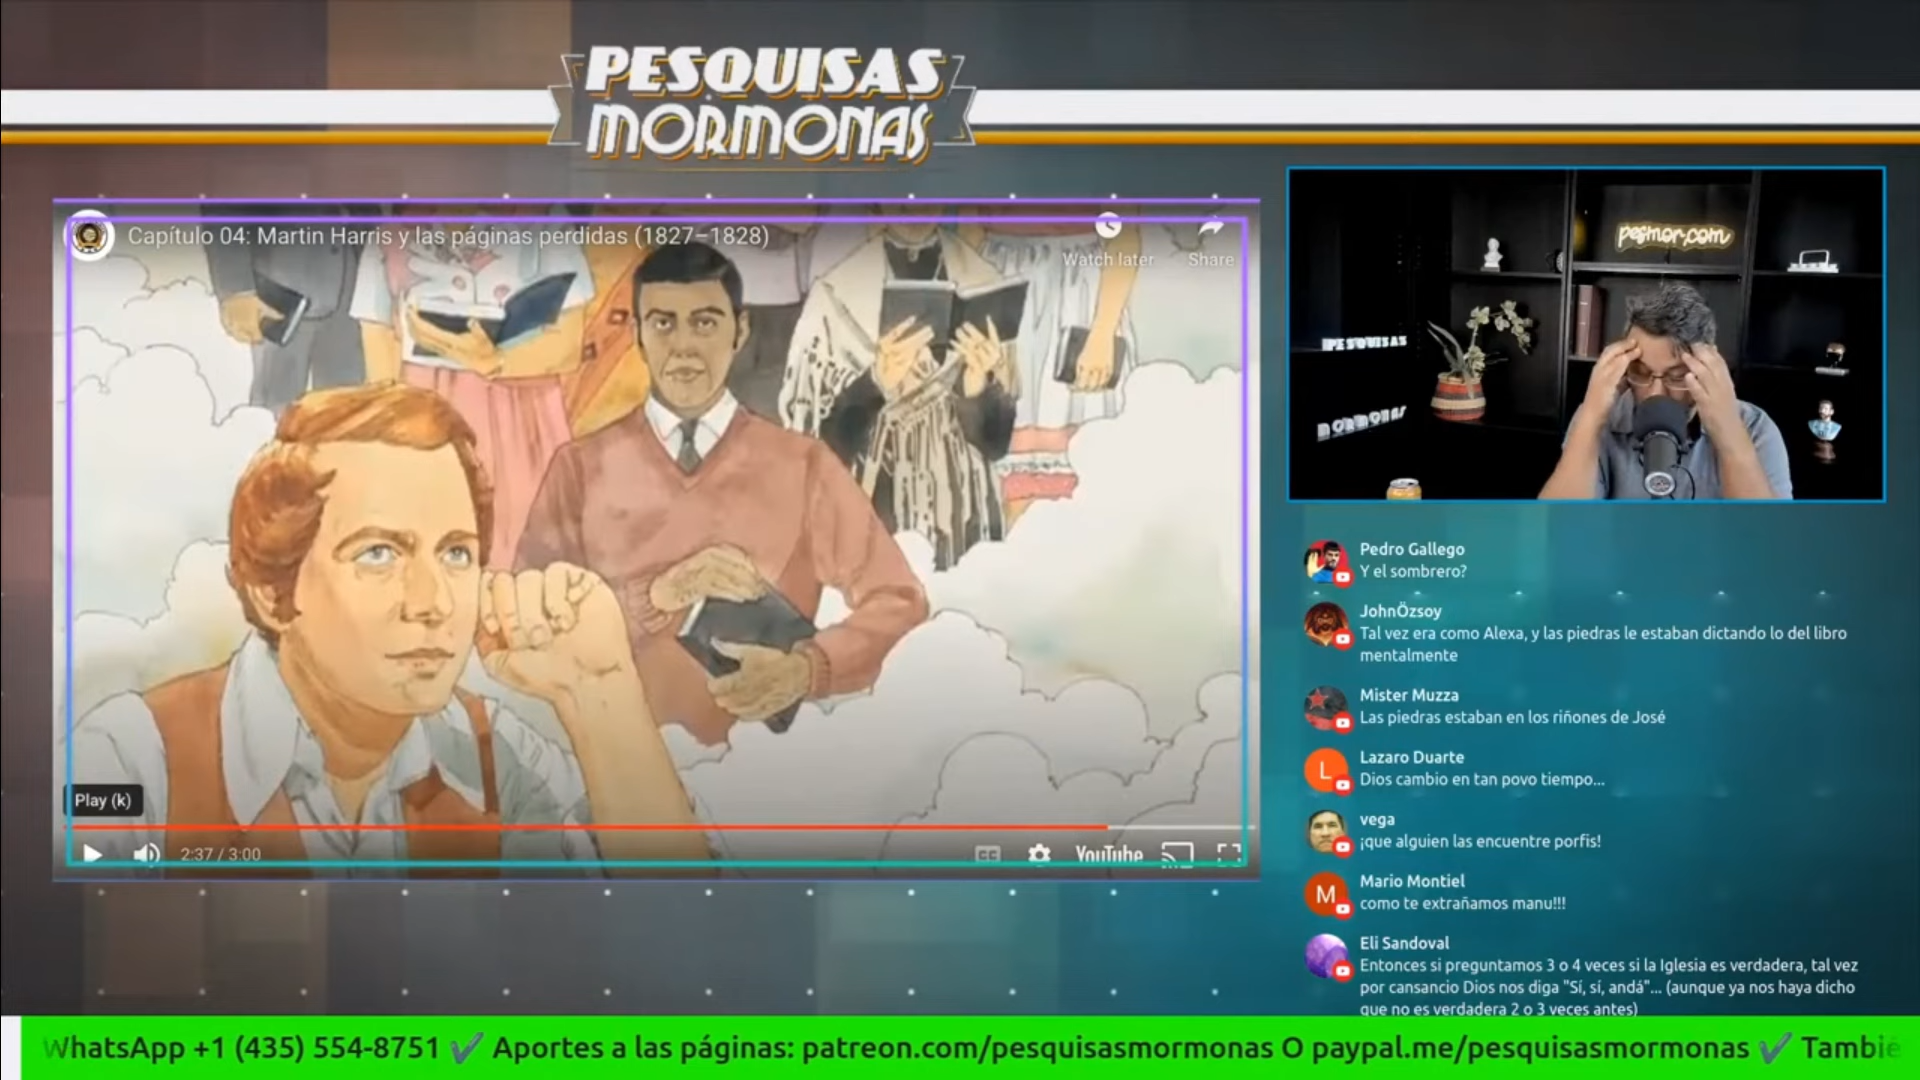 PESQUISAS
MORMONAS
Capítulo 04: Martin Harris y las páginas perdidas (1827–1828)
Watch later
Share
Play (k)
2:37 / 3:00
CC
YouTube
pesmor.com
PESQUISAS
MORMONAS
Pedro Gallego
Y el sombrero?
JohnÖzsoy
Tal vez era como Alexa, y las piedras le estaban dictando lo del libro
mentalmente
Mister Muzza
Las piedras estaban en los riñones de José
L
Lazaro Duarte
Dios cambio en tan povo tiempo...
vega
¡que alguien las encuentre porfis!
M
Mario Montiel
como te extrañamos manu!!!
Eli Sandoval
Entonces si preguntamos 3 o 4 veces si la Iglesia es verdadera, tal vez
por cansancio Dios nos diga "Sí, sí, andá"... (aunque ya nos haya dicho
que no es verdadera 2 o 3 veces antes)
WhatsApp +1 (435) 554-8751 ✔ Aportes a las páginas: patreon.com/pesquisasmormonas O paypal.me/pesquisasmormonas ✔ Tambié